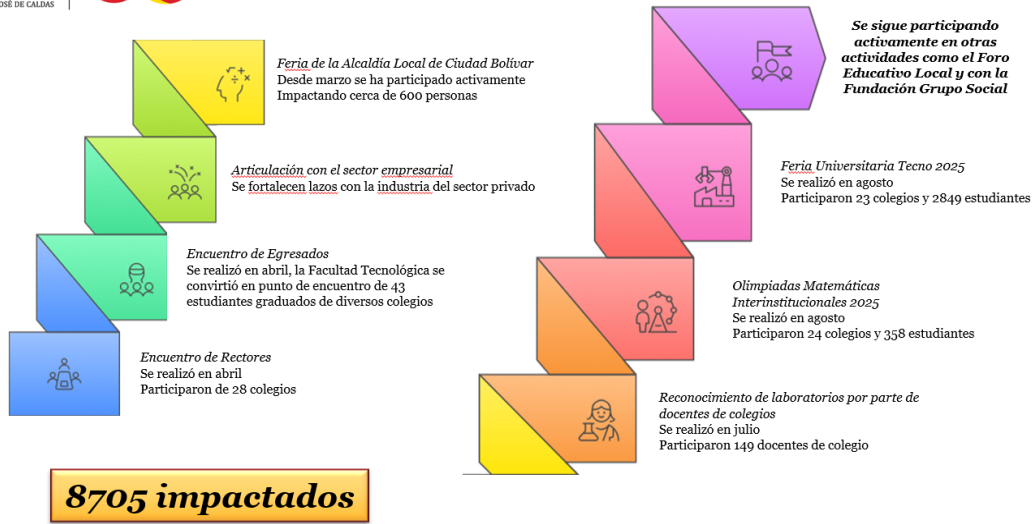 JOSÉ DE CALDAS
Feria de la Alcaldía Local de Ciudad Bolívar
Desde marzo se ha participado activamente
Impactando cerca de 600 personas
Articulación con el sector empresarial
Se fortalecen lazos con la industria del sector privado
Encuentro de Egresados
Se realizó en abril, la Facultad Tecnológica se
convirtió en punto de encuentro de 43
estudiantes graduados de diversos colegios
Encuentro de Rectores
Se realizó en abril
Participaron de 28 colegios
8705 impactados
Se sigue participando
activamente en otras
actividades como el Foro
Educativo Local y con la
Fundación Grupo Social
Feria Universitaria Tecno 2025
Se realizó en agosto
Participaron 23 colegios y 2849 estudiantes
Olimpiadas Matemáticas
Interinstitucionales 2025
Se realizó en agosto
Participaron 24 colegios y 358 estudiantes
Reconocimiento de laboratorios por parte de
docentes de colegios
Se realizó en julio
Participaron 149 docentes de colegio